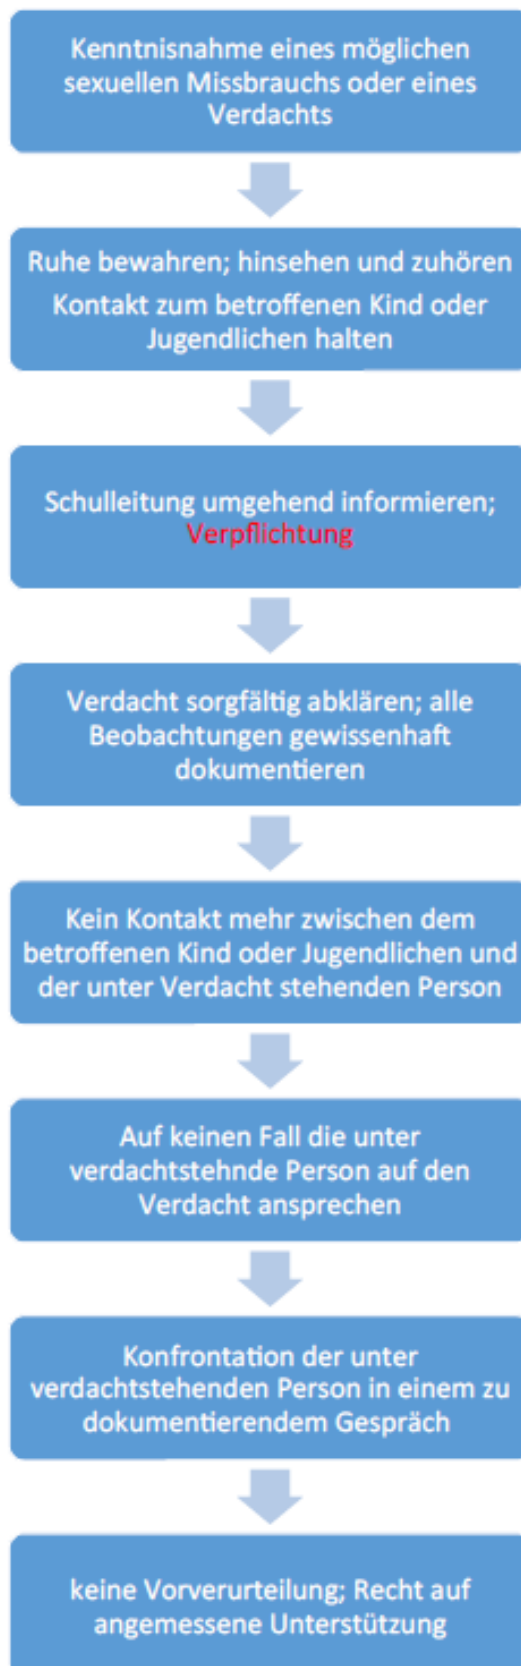 Kenntnisnahme eines möglichen
sexuellen Missbrauchs oder eines
Verdachts
Ruhe bewahren; hinsehen und zuhören
Kontakt zum betroffenen Kind oder
Jugendlichen halten
Schulleitung umgehend informieren;
Verpflichtung
Verdacht sorgfältig abklären; alle
Beobachtungen gewissenhaft
dokumentieren
Kein Kontakt mehr zwischen dem
betroffenen Kind oder Jugendlichen und
der unter Verdacht stehenden Person
Auf keinen Fall die unter
verdachtstehnde Person auf den
Verdacht ansprechen
Konfrontation der unter
verdachtstehenden Person in einem zu
dokumentierendem Gespräch
keine Vorverurteilung; Recht auf
angemessene Unterstützung